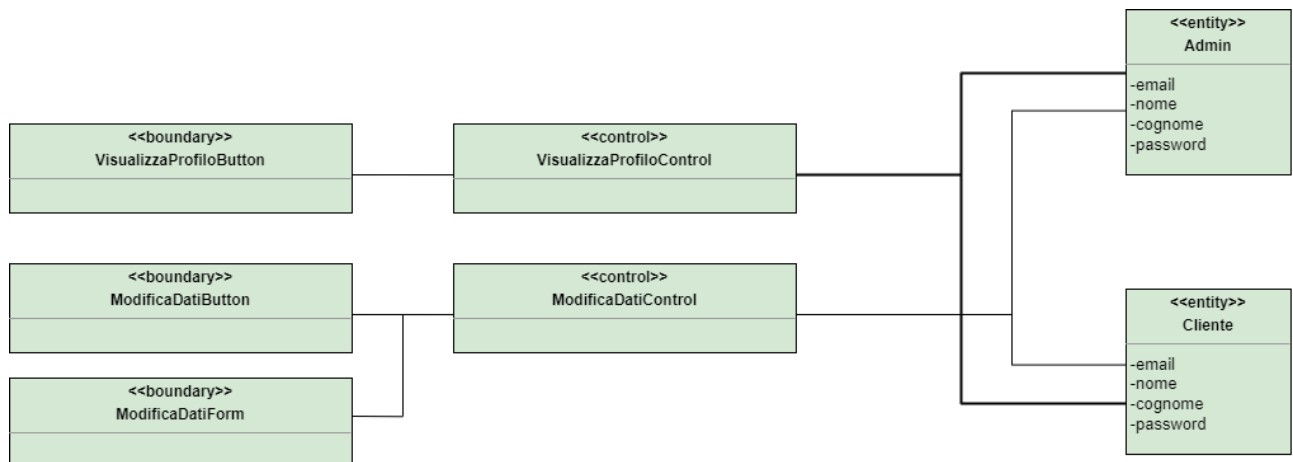 <<entity>>
Admin
-email
-nome
-cognome
-password
<<boundary>>
VisualizzaProfiloButton
<<control>>
VisualizzaProfiloControl
<<boundary>>
ModificaDatiButton
<<control>>
ModificaDatiControl
<<entity>>
Cliente
-email
-nome
-cognome
-password
<<boundary>>
ModificaDatiForm